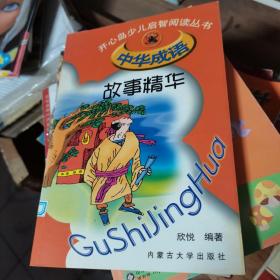 开心岛少儿启智阅读丛书
中华成语
故事精华
GuShiJingHua
欣悦 编著
内蒙古大学出版社